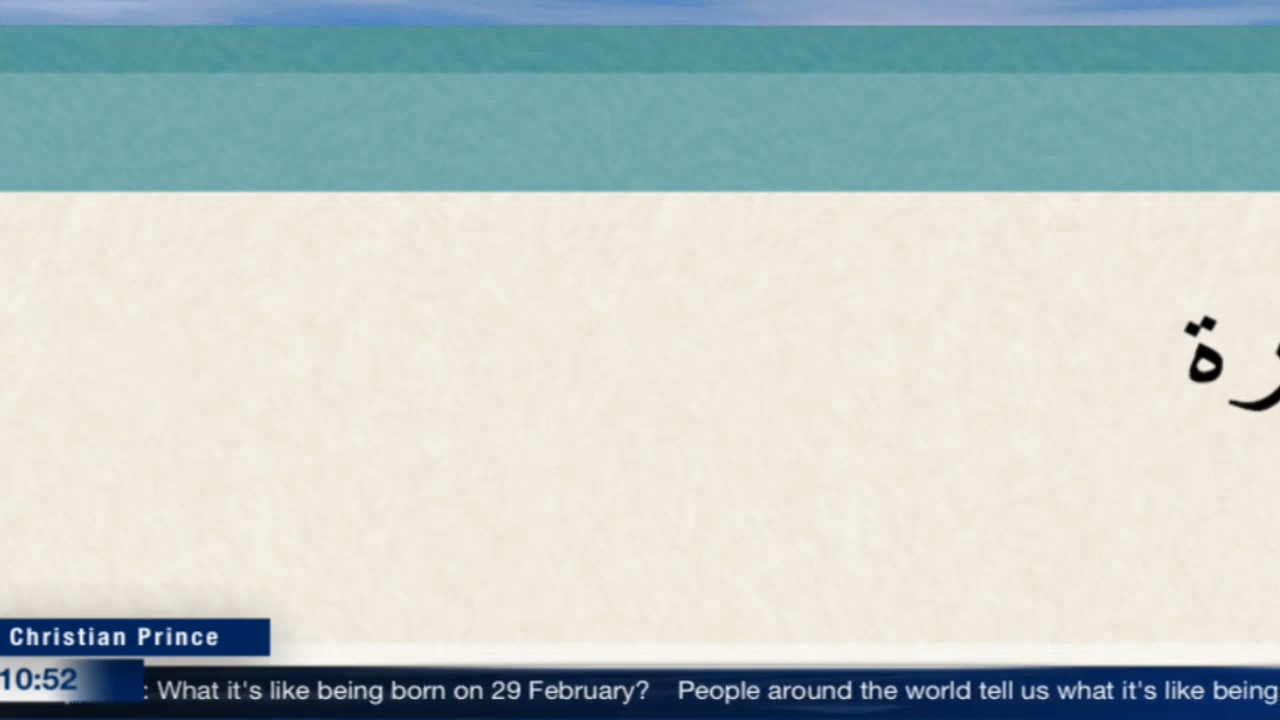 Christian Prince
10:52
: What it's like being born on 29 February? People around the world tell us what it's like being